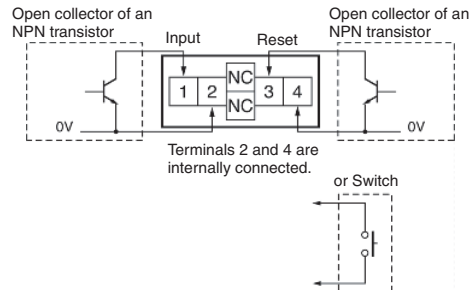 Open collector of an
NPN transistor
Open collector of an
NPN transistor
Input
Reset
NC
1 2 3 4
NC
0V
0V
Terminals 2 and 4 are
internally connected.
or Switch